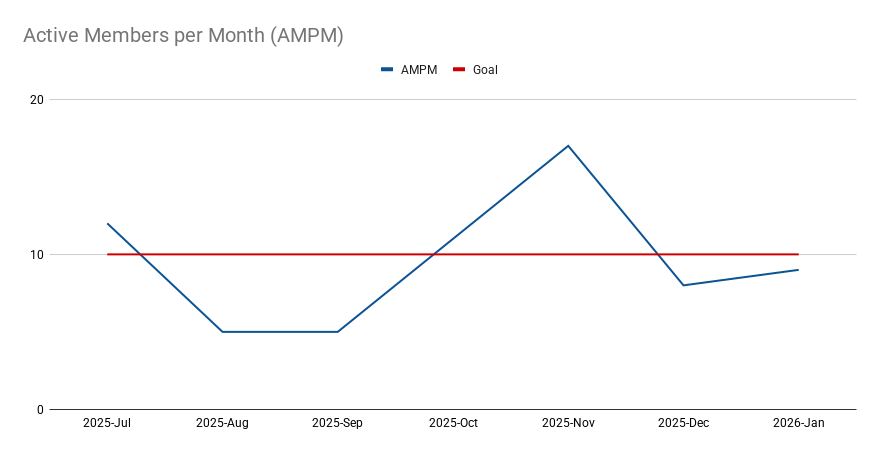 Active Members per Month (AMPM)
AMPM Goal
20
10
0
2025-Jul 2025-Aug 2025-Sep 2025-Oct 2025-Nov 2025-Dec 2026-Jan